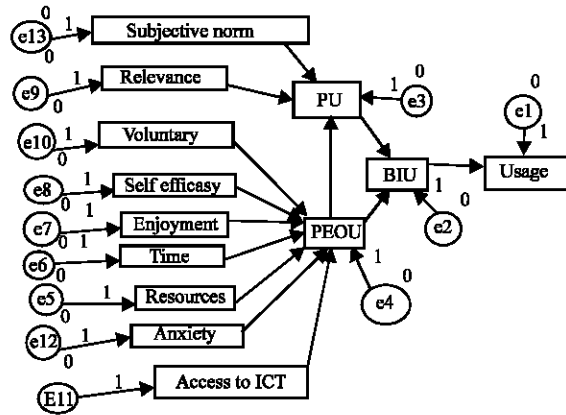 0
e13 1 Subjective norm
0
e9 1 Relevance
0
PU
1 e3 0
0
e1
1
e10 1 Voluntary
0
BIU
Usage
e8 1 Self efficasy
0
1 e2 0
e7 1 Enjoyment
0
PEOU
e6 1 Time
0
1 e4 0
e5 1 Resources
0
e12 1 Anxiety
0
E11 1 Access to ICT